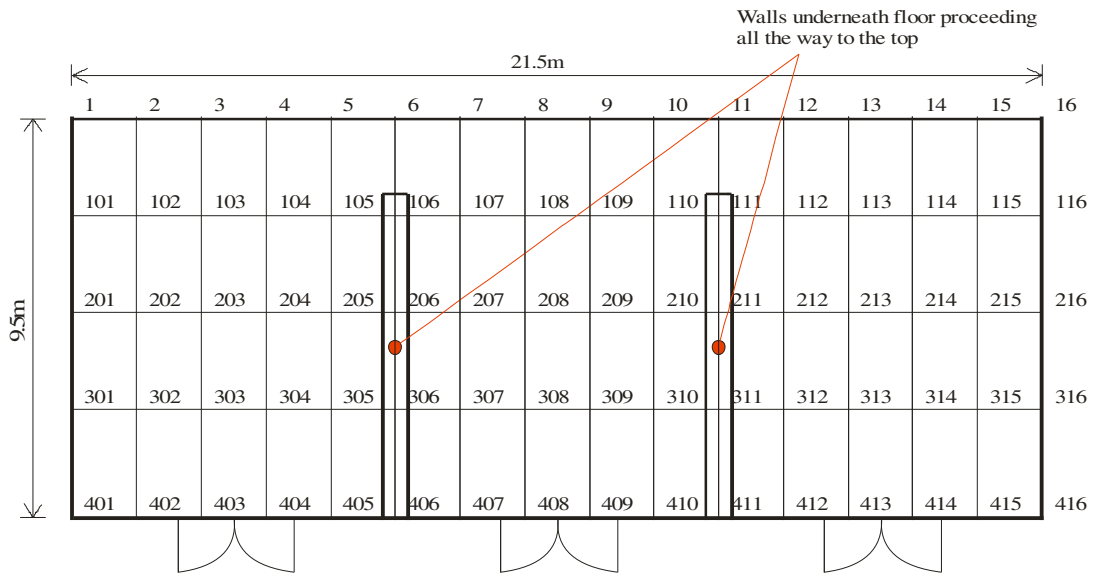 Walls underneath floor proceeding
all the way to the top
21.5m
1 2 3 4 5 6 7 8 9 10 11 12 13 14 15 16
101 102 103 104 105 106 107 108 109 110 111 112 113 114 115 116
9.5m
201 202 203 204 205 206 207 208 209 210 211 212 213 214 215 216
301 302 303 304 305 306 307 308 309 310 311 312 313 314 315 316
401 402 403 404 405 406 407 408 409 410 411 412 413 414 415 416